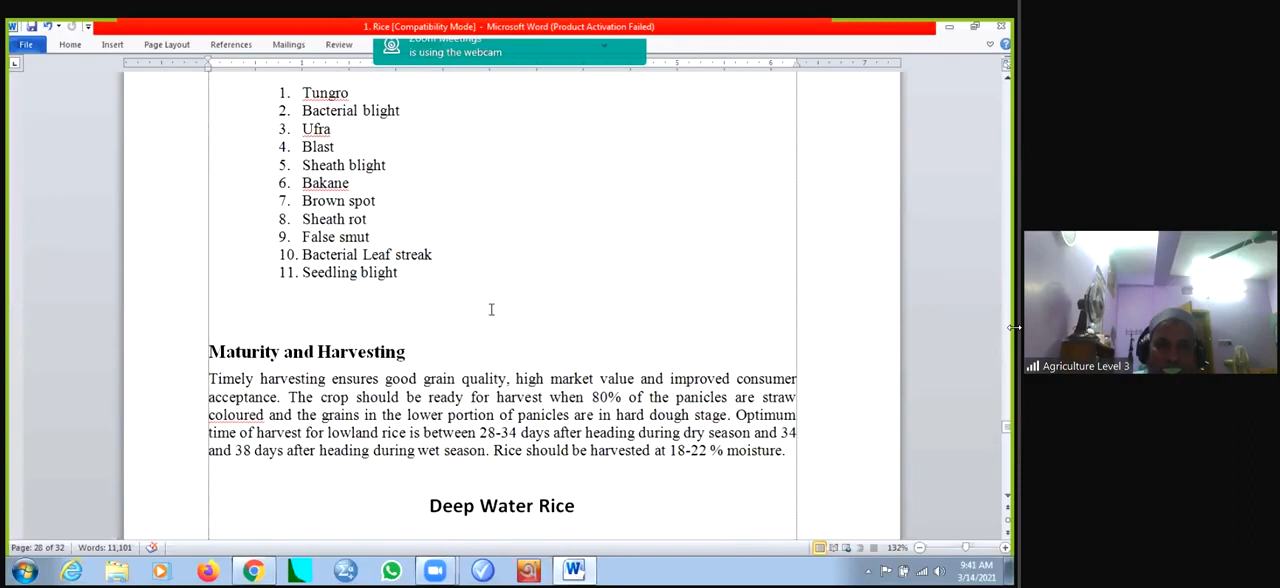 1. Rice [Compatibility Mode] - Microsoft Word (Product Activation Failed)
File Home Insert Page Layout References Mailings Review
is using the webcam
1 5 6 7
1. Tungro
2. Bacterial blight
3. Ufra
4. Blast
5. Sheath blight
6. Bakane
7. Brown spot
8. Sheath rot
9. False smut
10. Bacterial Leaf streak
11. Seedling blight
Maturity and Harvesting
Timely harvesting ensures good grain quality, high market value and improved consumer
acceptance. The crop should be ready for harvest when 80% of the panicles are straw
coloured and the grains in the lower portion of panicles are in hard dough stage. Optimum
time of harvest for lowland rice is between 28-34 days after heading during dry season and 34
and 38 days after heading during wet season. Rice should be harvested at 18-22 % moisture.
Deep Water Rice
Agriculture Level 3
Page: 28 of 32 Words: 11,101 132%
9:41 AM
3/14/2021